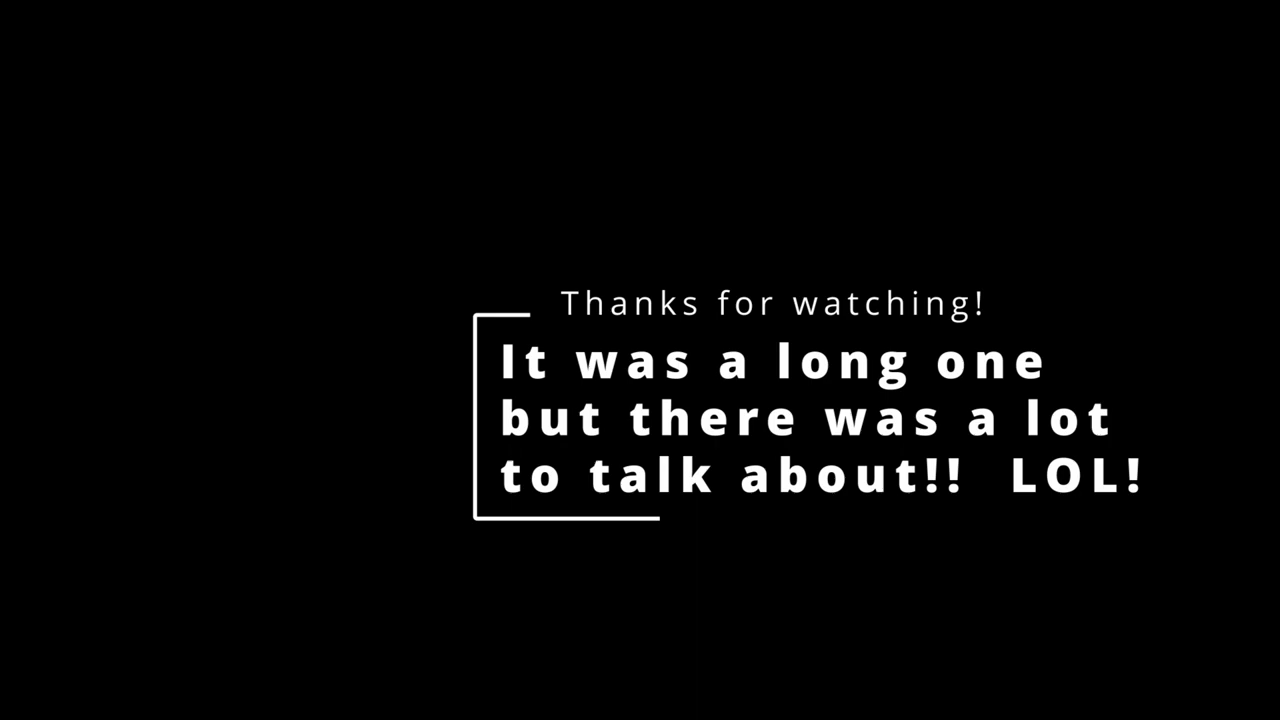 Thanks for watching!
It was a long one
but there was a lot
to talk about!!  LOL!